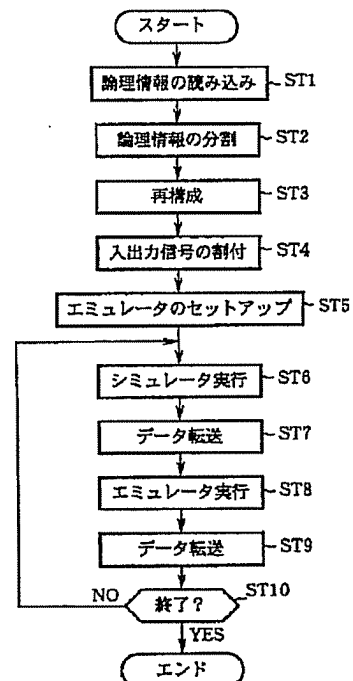 スタート
論理情報の読み込み ST1
論理情報の分割 ST2
再構成 ST3
入出力信号の割付 ST4
エミュレータのセットアップ ST5
シミュレータ実行 ST6
データ転送 ST7
エミュレータ実行 ST8
データ転送 ST9
NO 終了? ST10
YES
エンド